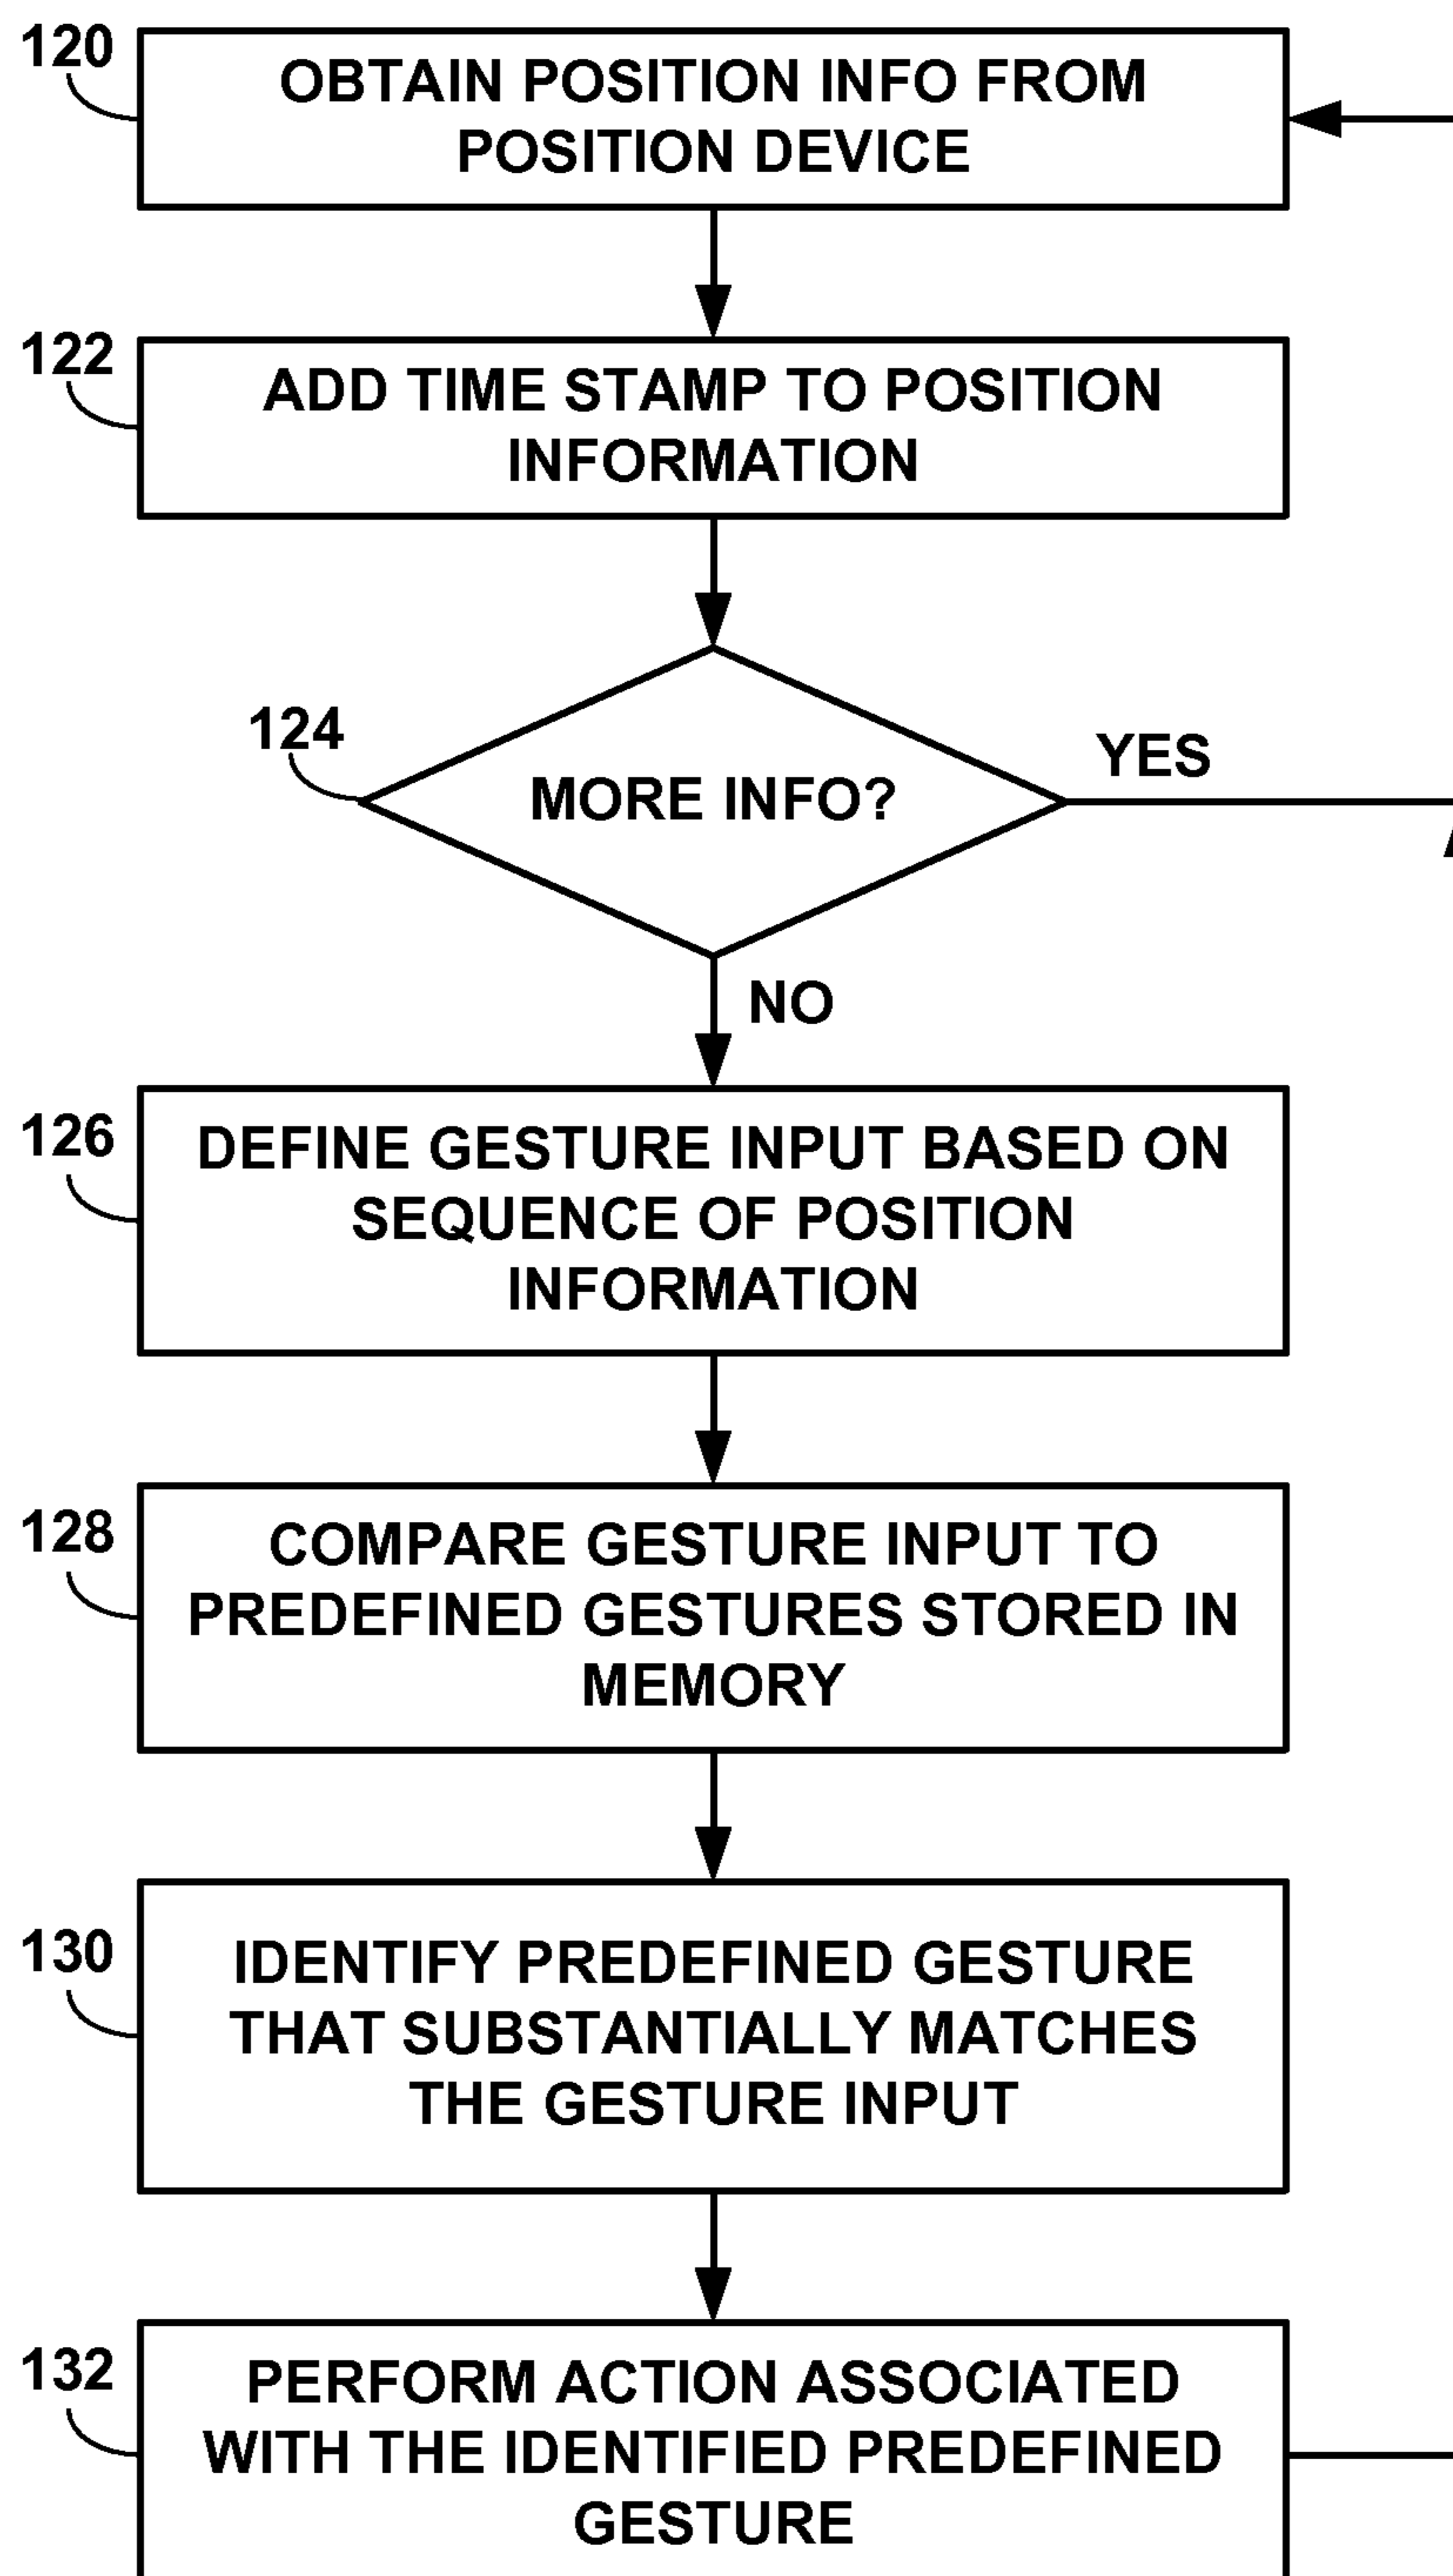 120
OBTAIN POSITION INFO FROM
POSITION DEVICE
122
ADD TIME STAMP TO POSITION
INFORMATION
124
MORE INFO?
YES
NO
126
DEFINE GESTURE INPUT BASED ON
SEQUENCE OF POSITION
INFORMATION
128
COMPARE GESTURE INPUT TO
PREDEFINED GESTURES STORED IN
MEMORY
130
IDENTIFY PREDEFINED GESTURE
THAT SUBSTANTIALLY MATCHES
THE GESTURE INPUT
132
PERFORM ACTION ASSOCIATED
WITH THE IDENTIFIED PREDEFINED
GESTURE